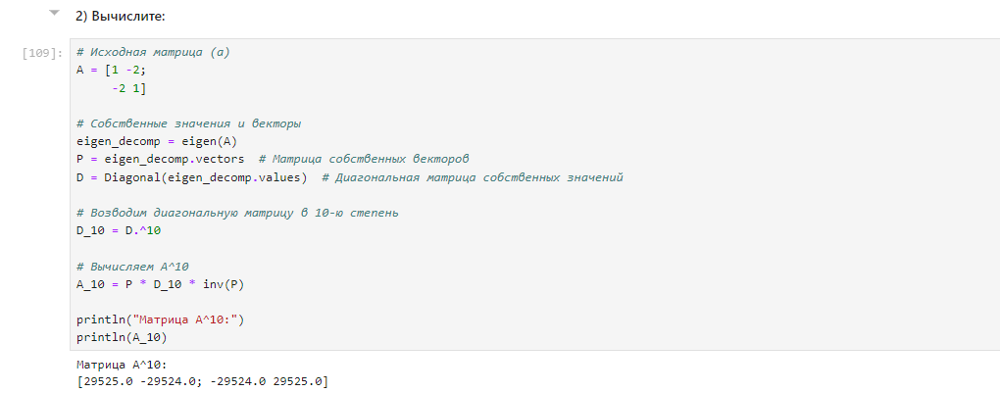 2) Вычислите:
[109]:
# Исходная матрица (a)
A = [1 -2;
     -2 1]
# Собственные значения и векторы
eigen_decomp = eigen(A)
P = eigen_decomp.vectors  # Матрица собственных векторов
D = Diagonal(eigen_decomp.values)  # Диагональная матрица собственных значений
# Возводим диагональную матрицу в 10-ю степень
D_10 = D.^10
# Вычисляем A^10
A_10 = P * D_10 * inv(P)
println("Матрица A^10:")
println(A_10)
Матрица A^10:
[29525.0 -29524.0; -29524.0 29525.0]